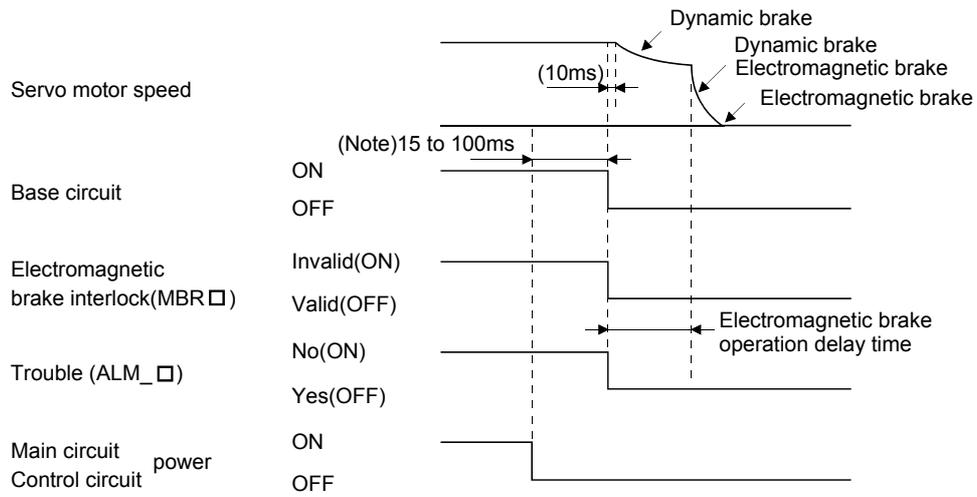 Dynamic brake
Dynamic brake
Electromagnetic brake
(10ms)
Servo motor speed
Electromagnetic brake
(Note)15 to 100ms
ON
Base circuit
OFF
Electromagnetic
brake interlock(MBR□)
Invalid(ON)
Valid(OFF)
Electromagnetic brake
operation delay time
No(ON)
Trouble (ALM_□)
Yes(OFF)
Main circuit
Control circuit
power
ON
OFF